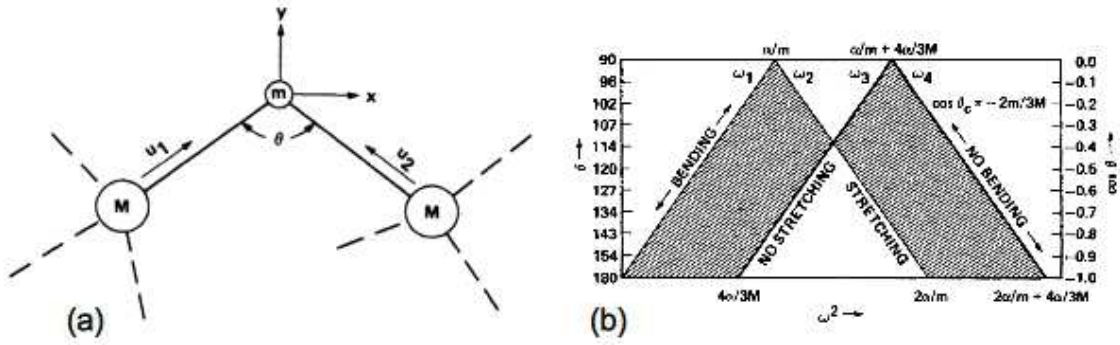 y
m
x
u1
θ
u2
M
M
(a)
α/m
α/m + 4α/3M
90
96
102
107
114
120
127
134
143
154
180
θ →
ω1
ω2
ω3
ω4
cos θc = − 2m/3M
BENDING
NO STRETCHING
STRETCHING
NO BENDING
0.0
−0.1
−0.2
−0.3
−0.4
−0.5
−0.6
−0.7
−0.8
−0.9
−1.0
cos θ →
4α/3M
2α/m
2α/m + 4α/3M
ω2 →
(b)